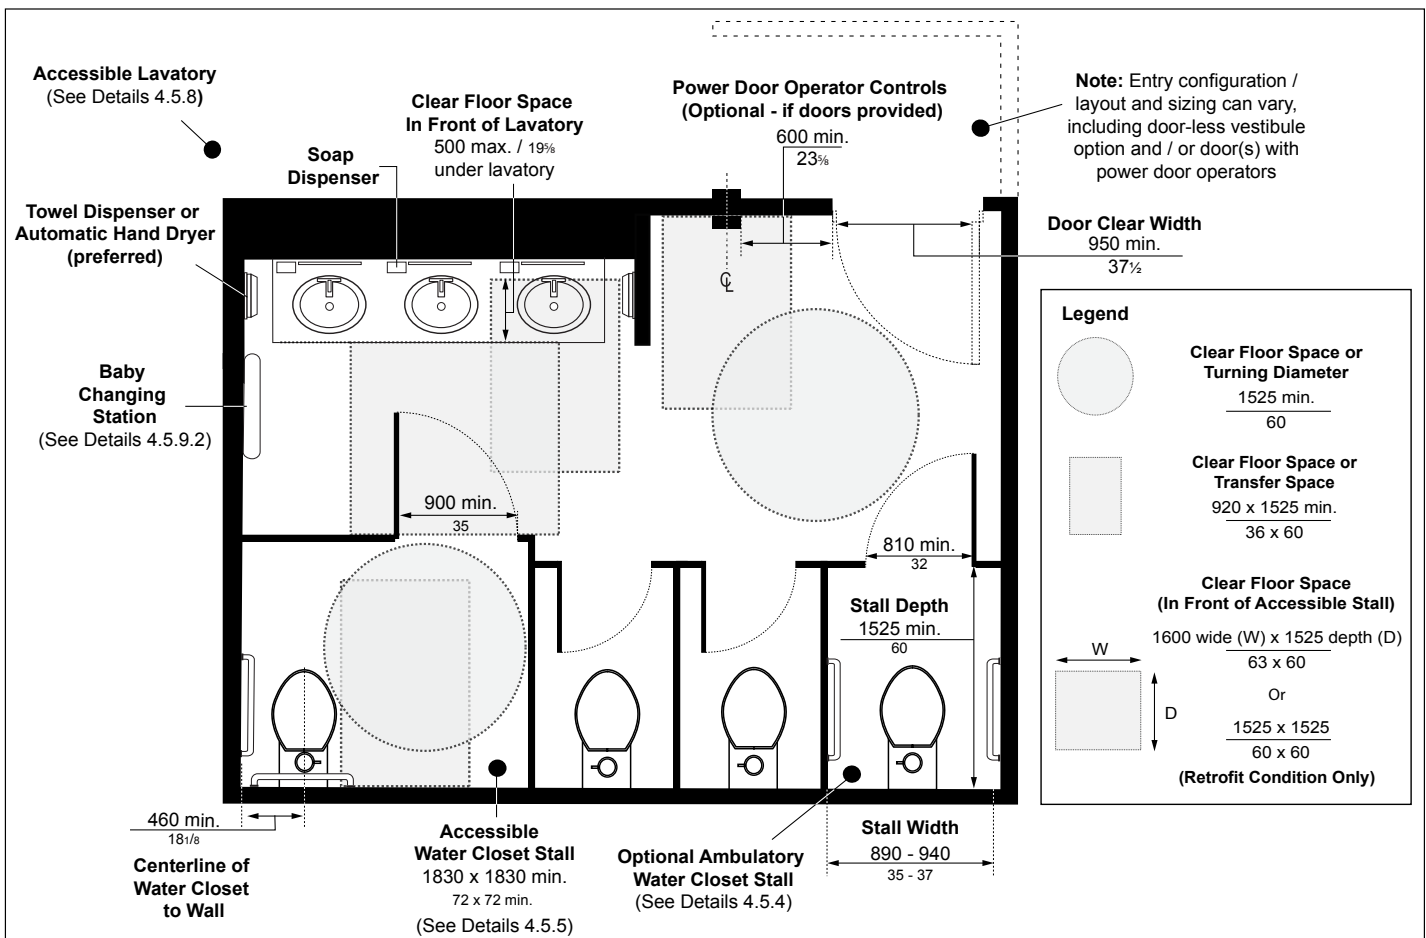 Accessible Lavatory
(See Details 4.5.8)
Soap
Dispenser
Clear Floor Space
In Front of Lavatory
500 max. / 19⅝
under lavatory
Power Door Operator Controls
(Optional - if doors provided)
600 min.
23⅝
Note: Entry configuration /
layout and sizing can vary,
including door-less vestibule
option and / or door(s) with
power door operators
Towel Dispenser or
Automatic Hand Dryer
(preferred)
Door Clear Width
950 min.
37½
CL
Baby
Changing
Station
(See Details 4.5.9.2)
900 min.
35
810 min.
32
Stall Depth
1525 min.
60
460 min.
181/8
Centerline of
Water Closet
to Wall
Accessible
Water Closet Stall
1830 x 1830 min.
72 x 72 min.
(See Details 4.5.5)
Optional Ambulatory
Water Closet Stall
(See Details 4.5.4)
Stall Width
890 - 940
35 - 37
Legend
Clear Floor Space or
Turning Diameter
1525 min.
60
Clear Floor Space or
Transfer Space
920 x 1525 min.
36 x 60
Clear Floor Space
(In Front of Accessible Stall)
1600 wide (W) x 1525 depth (D)
63 x 60
W
D
Or
1525 x 1525
60 x 60
(Retrofit Condition Only)